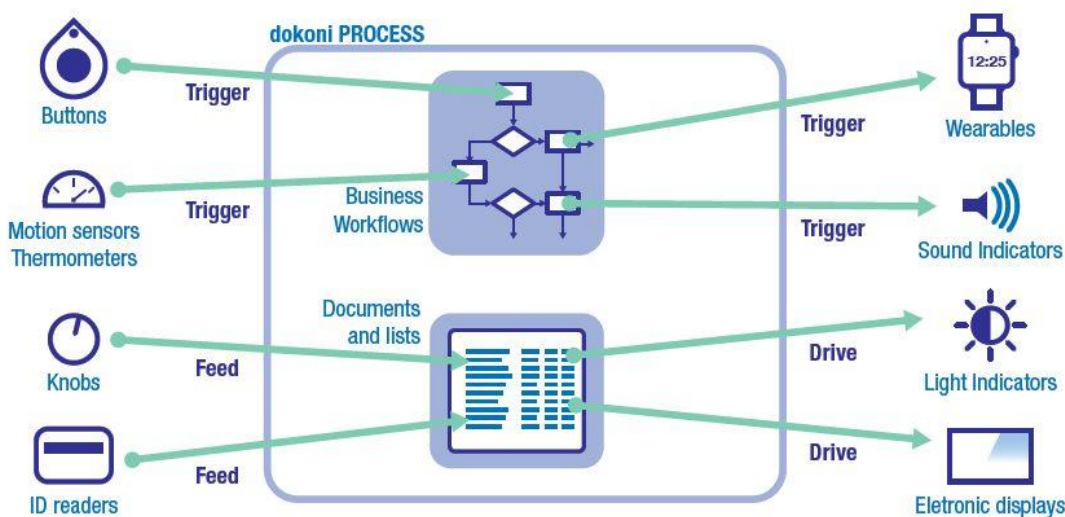 dokoni PROCESS
Buttons
Trigger
Motion sensors
Thermometers
Trigger
Business
Workflows
Trigger
12:25
Wearables
Trigger
Sound Indicators
Knobs
Feed
Documents
and lists
Drive
Light Indicators
ID readers
Feed
Drive
Eletronic displays